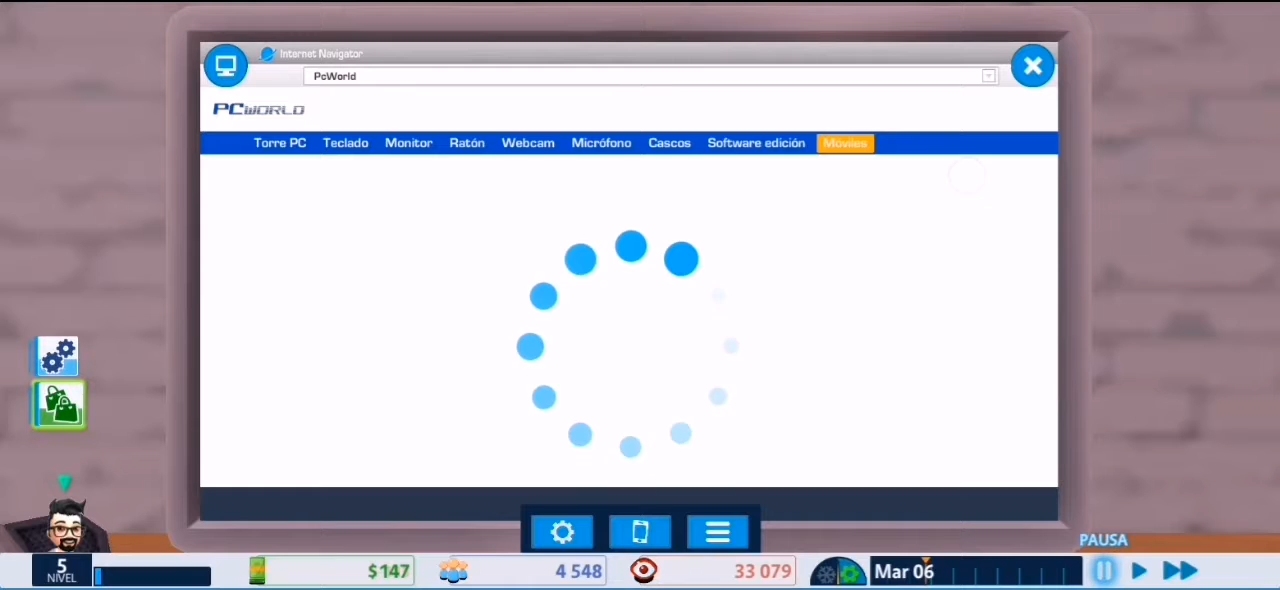 Internet Navigator
PcWorld
PCWORLD
Torre PC Teclado Monitor Ratón Webcam Micrófono Cascos Software edición Móviles
PAUSA
5
NIVEL
$147
4 548
33 079
Mar 06